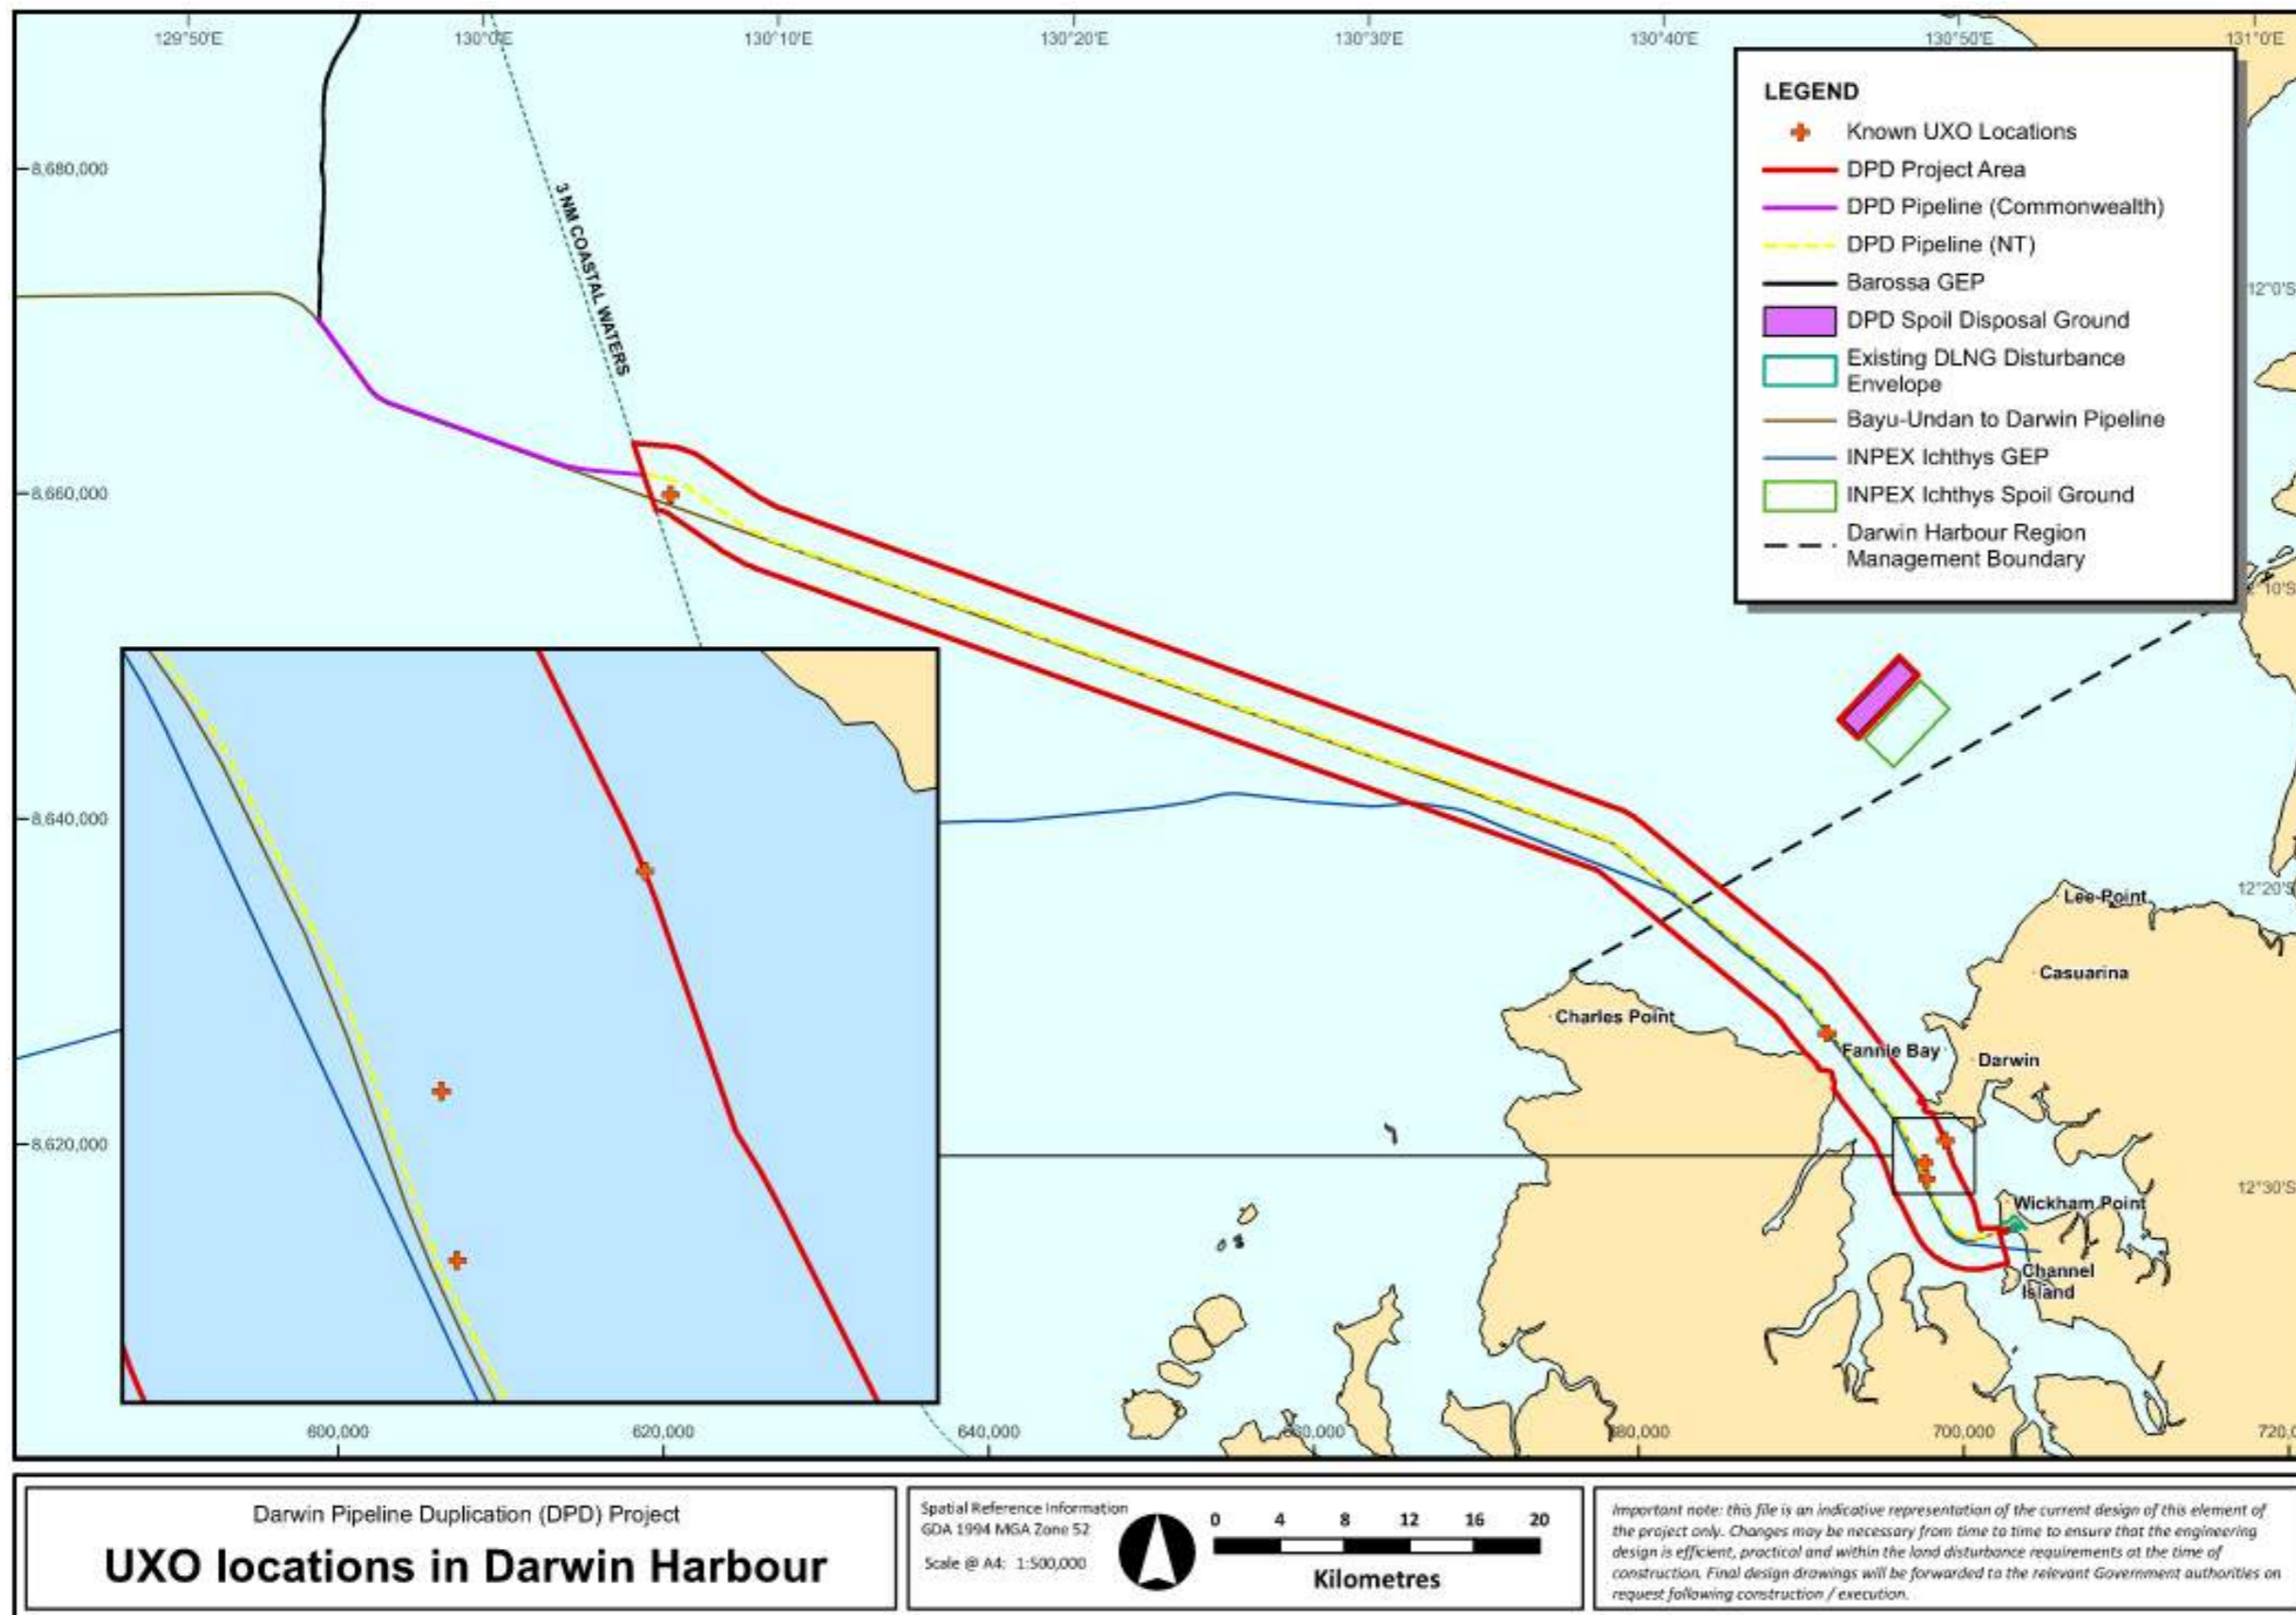 129°50'E
130°0'E
130°10'E
130°20'E
130°30'E
130°40'E
130°50'E
131°0'E
LEGEND
Known UXO Locations
DPD Project Area
DPD Pipeline (Commonwealth)
DPD Pipeline (NT)
Barossa GEP
DPD Spoil Disposal Ground
Existing DLNG Disturbance
Envelope
Bayu-Undan to Darwin Pipeline
INPEX Ichthys GEP
INPEX Ichthys Spoil Ground
Darwin Harbour Region
Management Boundary
8,680,000
3 NM COASTAL WATERS
12°0'S
8,660,000
10'S
8,640,000
12°20'S
Lee Point
Casuarina
Charles Point
Fannie Bay
Darwin
8,620,000
12°30'S
Wickham Point
Channel
Island
600,000
620,000
640,000
700,000
Darwin Pipeline Duplication (DPD) Project
UXO locations in Darwin Harbour
Spatial Reference Information
GDA 1994 MGA Zone 52
Scale @ A4: 1:500,000
0 4 8 12 16 20
Kilometres
Important note: this file is an indicative representation of the current design of this element of
the project only. Changes may be necessary from time to time to ensure that the engineering
design is efficient, practical and within the land disturbance requirements at the time of
construction. Final design drawings will be forwarded to the relevant Government authorities on
request following construction / execution.